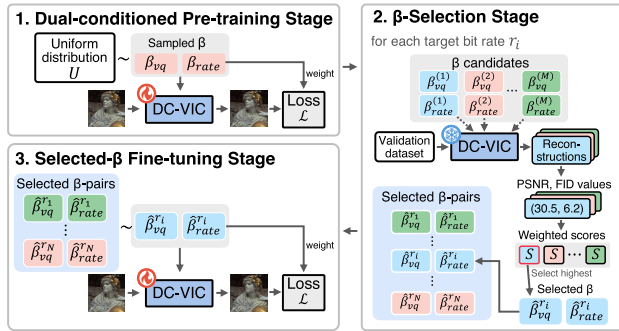 1. Dual-conditioned Pre-training Stage
Uniform
distribution
U
~
Sampled β
β_vq β_rate
weight
DC-VIC
Loss
ℒ
2. β-Selection Stage
for each target bit rate r_i
β candidates
β_vq^(1) β_vq^(2) ... β_vq^(M)
β_rate^(1) β_rate^(2) β_rate^(M)
Validation
dataset
DC-VIC
Recon-
structions
PSNR, FID values
(30.5, 6.2)
Weighted scores
S S ··· S
Select highest
Selected β
β̂_vq^{r_i} β̂_rate^{r_i}
Selected β-pairs
β̂_vq^{r_1} β̂_rate^{r_1}
⋮
β̂_vq^{r_i} β̂_rate^{r_i}
⋮
β̂_vq^{r_N} β̂_rate^{r_N}
3. Selected-β Fine-tuning Stage
Selected β-pairs
β̂_vq^{r_1} β̂_rate^{r_1}
⋮
β̂_vq^{r_N} β̂_rate^{r_N}
~
β̂_vq^{r_i} β̂_rate^{r_i}
weight
DC-VIC
Loss
ℒ